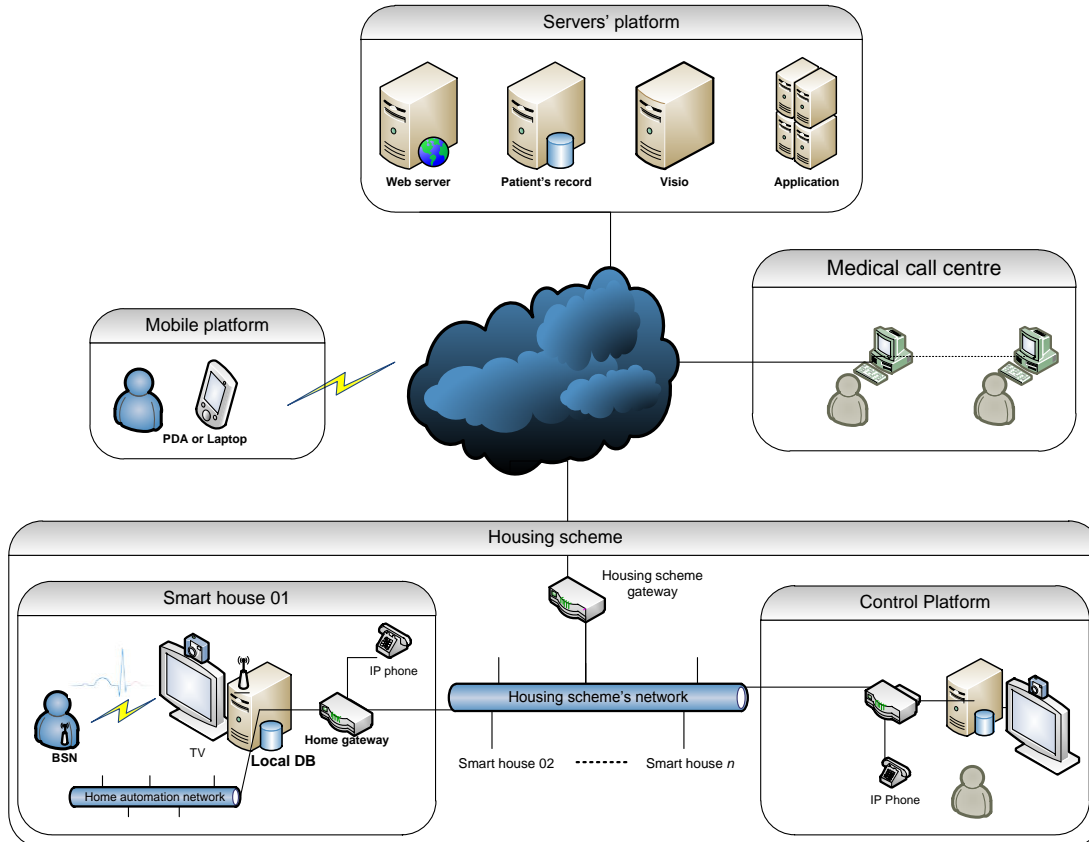 Servers' platform
Web server
Patient's record
Visio
Application
Medical call centre
Mobile platform
PDA or Laptop
Housing scheme
Smart house 01
Housing scheme
gateway
Control Platform
IP phone
BSN
TV
Local DB
Home gateway
Home automation network
Housing scheme's network
Smart house 02
Smart house n
IP Phone